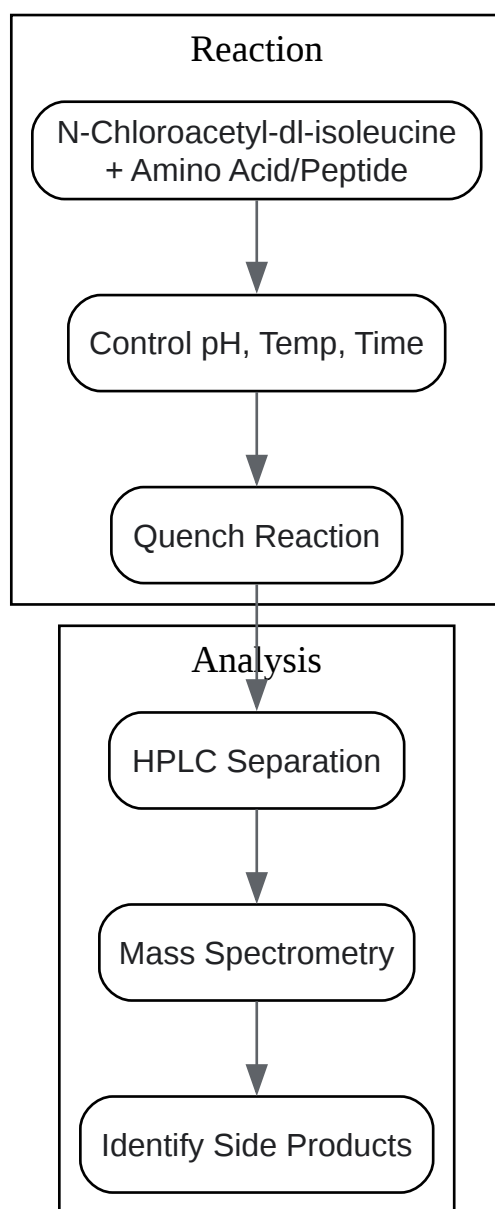 Reaction
N-Chloroacetyl-dl-isoleucine
+ Amino Acid/Peptide
Control pH, Temp, Time
Quench Reaction
Analysis
HPLC Separation
Mass Spectrometry
Identify Side Products